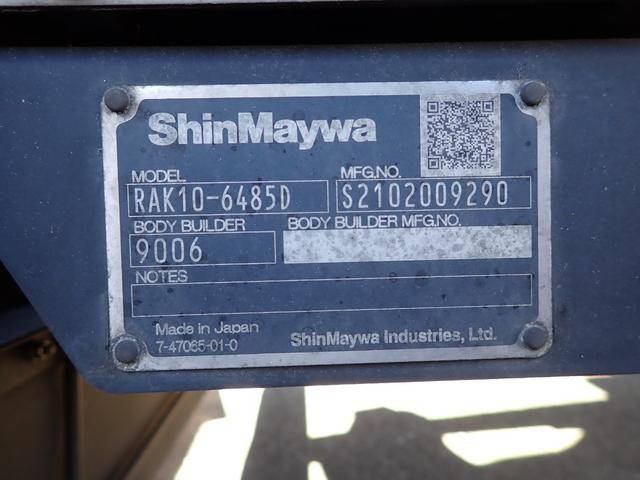 ShinMaywa
MODEL MFG.NO.
RAK10-6485D S2102009290
BODY BUILDER BODY BUILDER MFG.NO.
9006
NOTES
Made in Japan
7-47065-01-0 ShinMaywa Industries, Ltd.